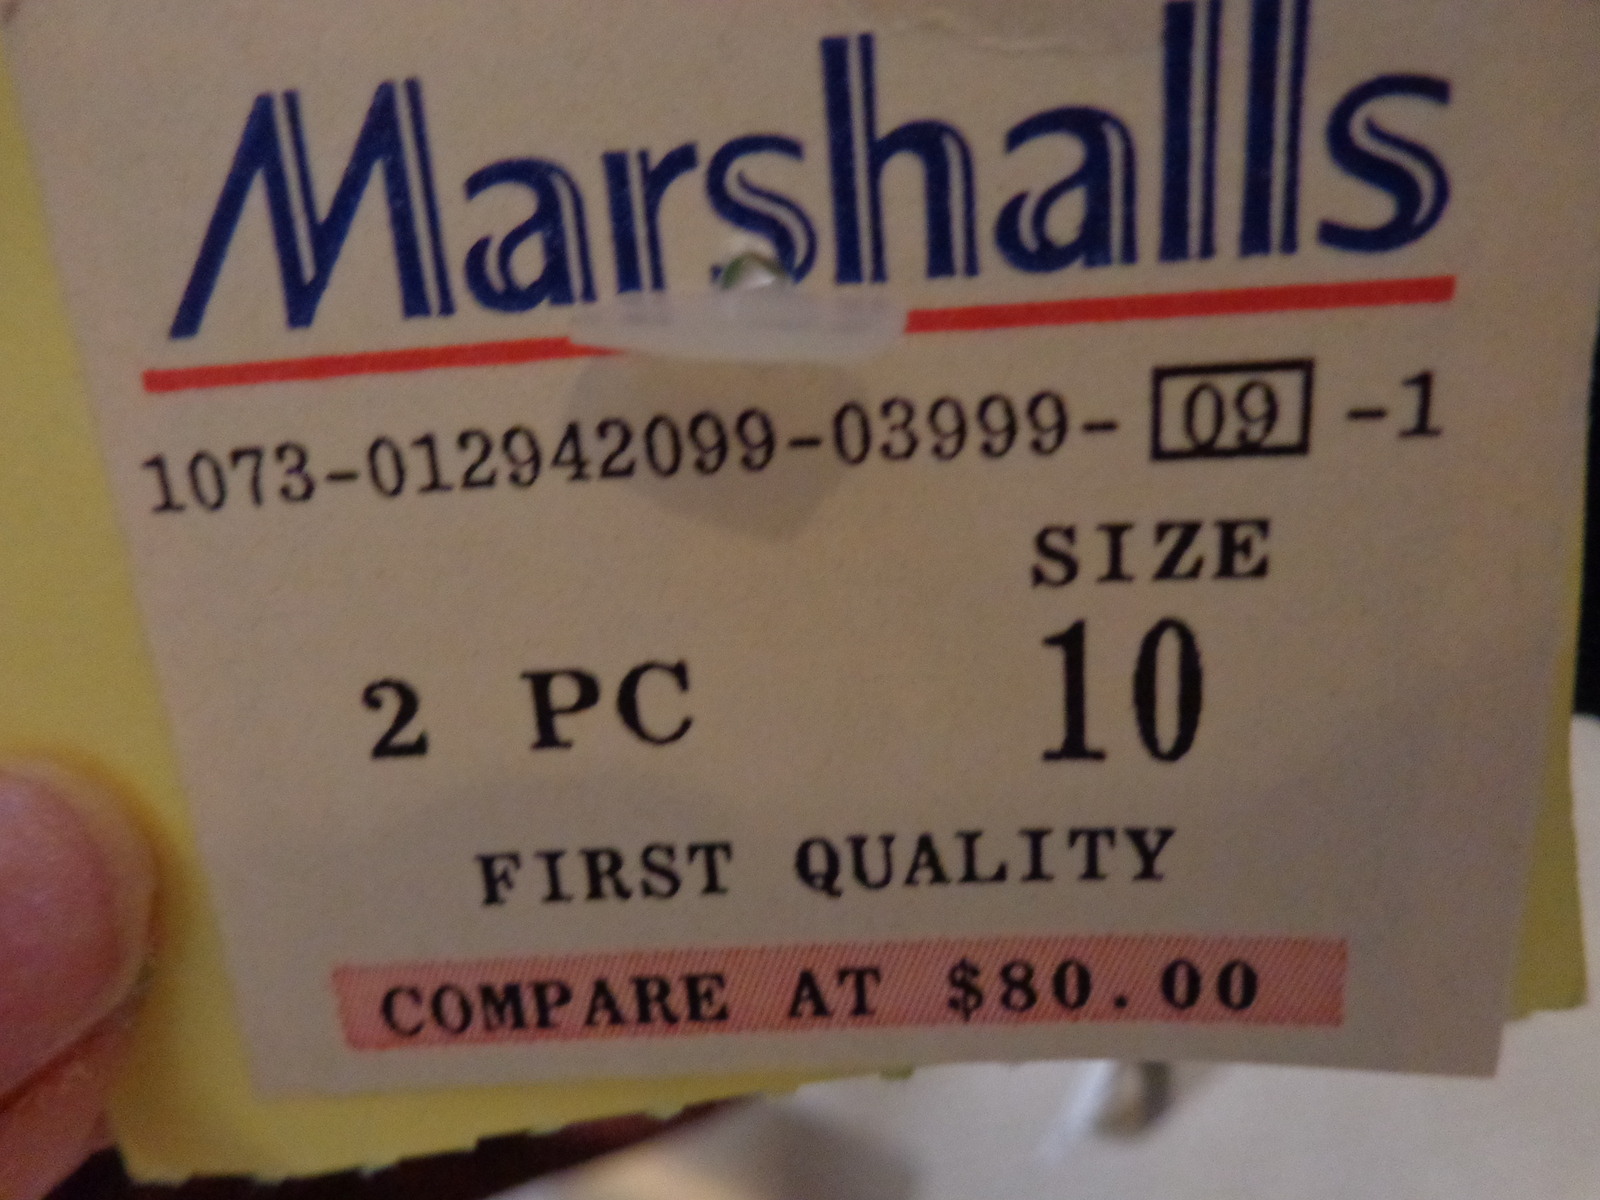 Marshalls
1073-012942099-03999- 09 -1
SIZE
2 PC 10
FIRST QUALITY
COMPARE AT $80.00